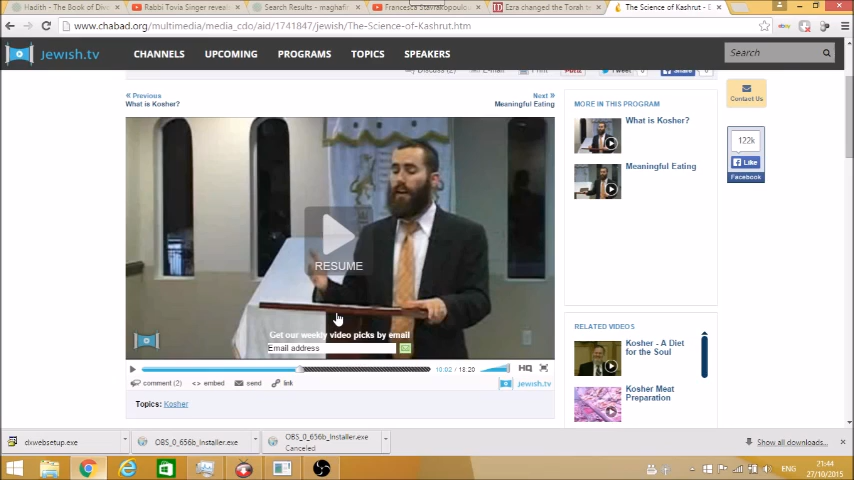 Hadith - The Book of Div
Rabbi Tovia Singer reveal
Search Results - maghaf
Francesca Stavrakopoulou
Ezra changed the Torah te
The Science of Kashrut - E
www.chabad.org/multimedia/media_cdo/aid/1741847/jewish/The-Science-of-Kashrut.htm
Jewish.tv
CHANNELS
UPCOMING
PROGRAMS
TOPICS
SPEAKERS
Search
Discuss (2)
E-Mail
Print
Tweet
Share
« Previous
What is Kosher?
Next »
Meaningful Eating
RESUME
Get our weekly video picks by email
Email address
10:02 / 18:20
HQ
comment (2)
<> embed
send
link
jewish.tv
Topics: Kosher
MORE IN THIS PROGRAM
What is Kosher?
Meaningful Eating
RELATED VIDEOS
Kosher - A Diet
for the Soul
Kosher Meat
Preparation
Contact Us
122k
Like
Facebook
dxwebsetup.exe
OBS_0_656b_Installer.exe
OBS_0_656b_Installer.exe
Canceled
Show all downloads...
ENG
21:44
27/10/2015